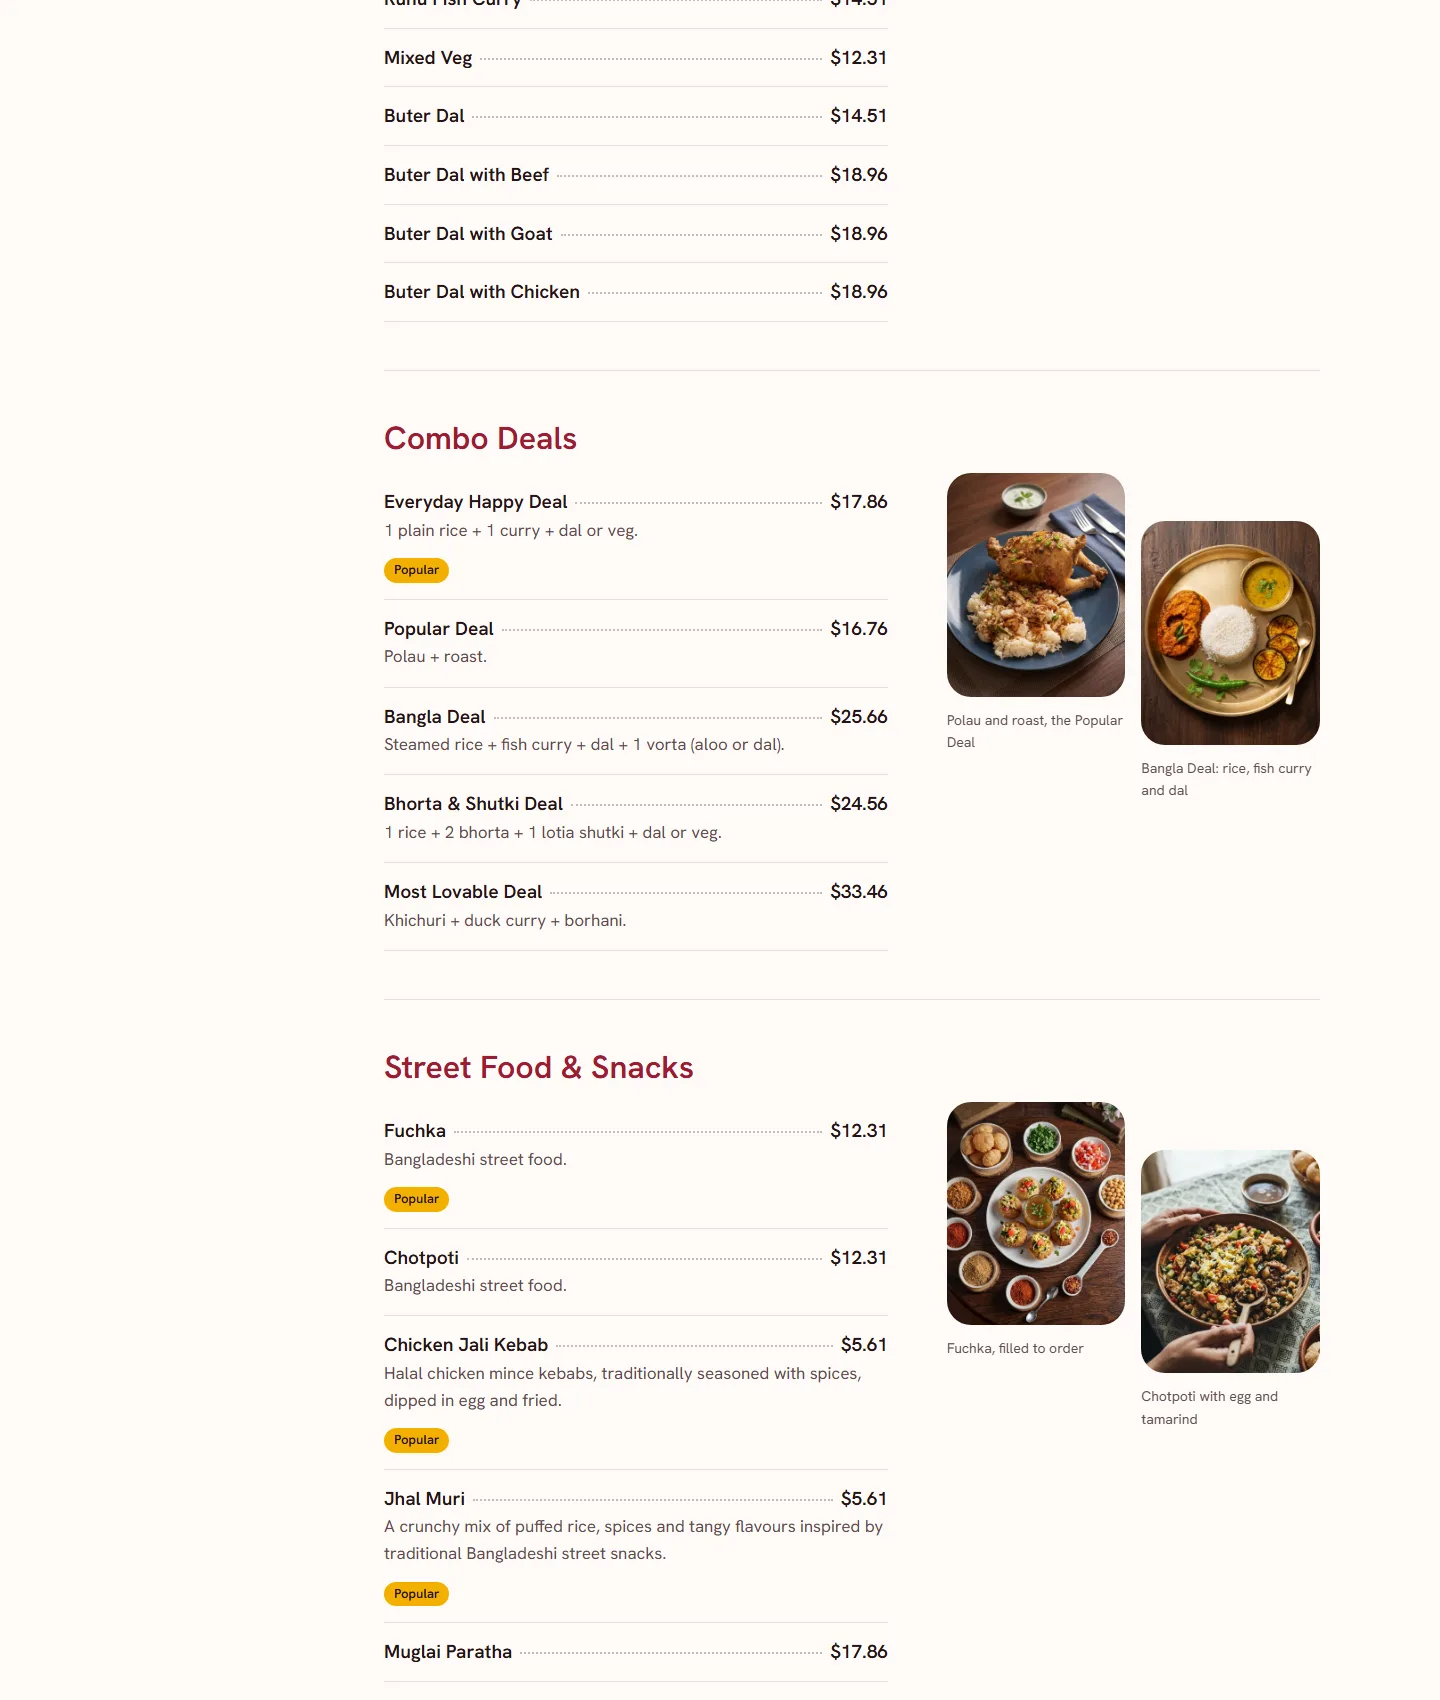 Mixed Veg $12.31
Buter Dal $14.51
Buter Dal with Beef $18.96
Buter Dal with Goat $18.96
Buter Dal with Chicken $18.96
Combo Deals
Everyday Happy Deal $17.86
1 plain rice + 1 curry + dal or veg.
Popular
Popular Deal $16.76
Polau + roast.
Bangla Deal $25.66
Steamed rice + fish curry + dal + 1 vorta (aloo or dal).
Bhorta & Shutki Deal $24.56
1 rice + 2 bhorta + 1 lotia shutki + dal or veg.
Most Lovable Deal $33.46
Khichuri + duck curry + borhani.
Polau and roast, the Popular
Deal
Bangla Deal: rice, fish curry
and dal
Street Food & Snacks
Fuchka $12.31
Bangladeshi street food.
Popular
Chotpoti $12.31
Bangladeshi street food.
Chicken Jali Kebab $5.61
Halal chicken mince kebabs, traditionally seasoned with spices,
dipped in egg and fried.
Popular
Jhal Muri $5.61
A crunchy mix of puffed rice, spices and tangy flavours inspired by
traditional Bangladeshi street snacks.
Popular
Muglai Paratha $17.86
Fuchka, filled to order
Chotpoti with egg and
tamarind